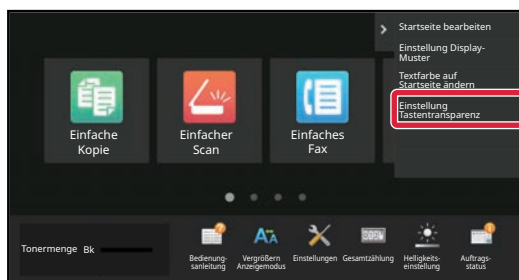 Startseite bearbeiten
Einstellung Display-
Muster
Textfarbe auf
Startseite ändern
Einstellung
Tastentransparenz
Einfache
Kopie
Einfacher
Scan
Einfaches
Fax
Tonermenge Bk
Bedienung-
sanleitung
Vergrößern
Anzeigemodus
Einstellungen
Gesamtzählung
Helligkeits-
einstellung
Auftrags-
status